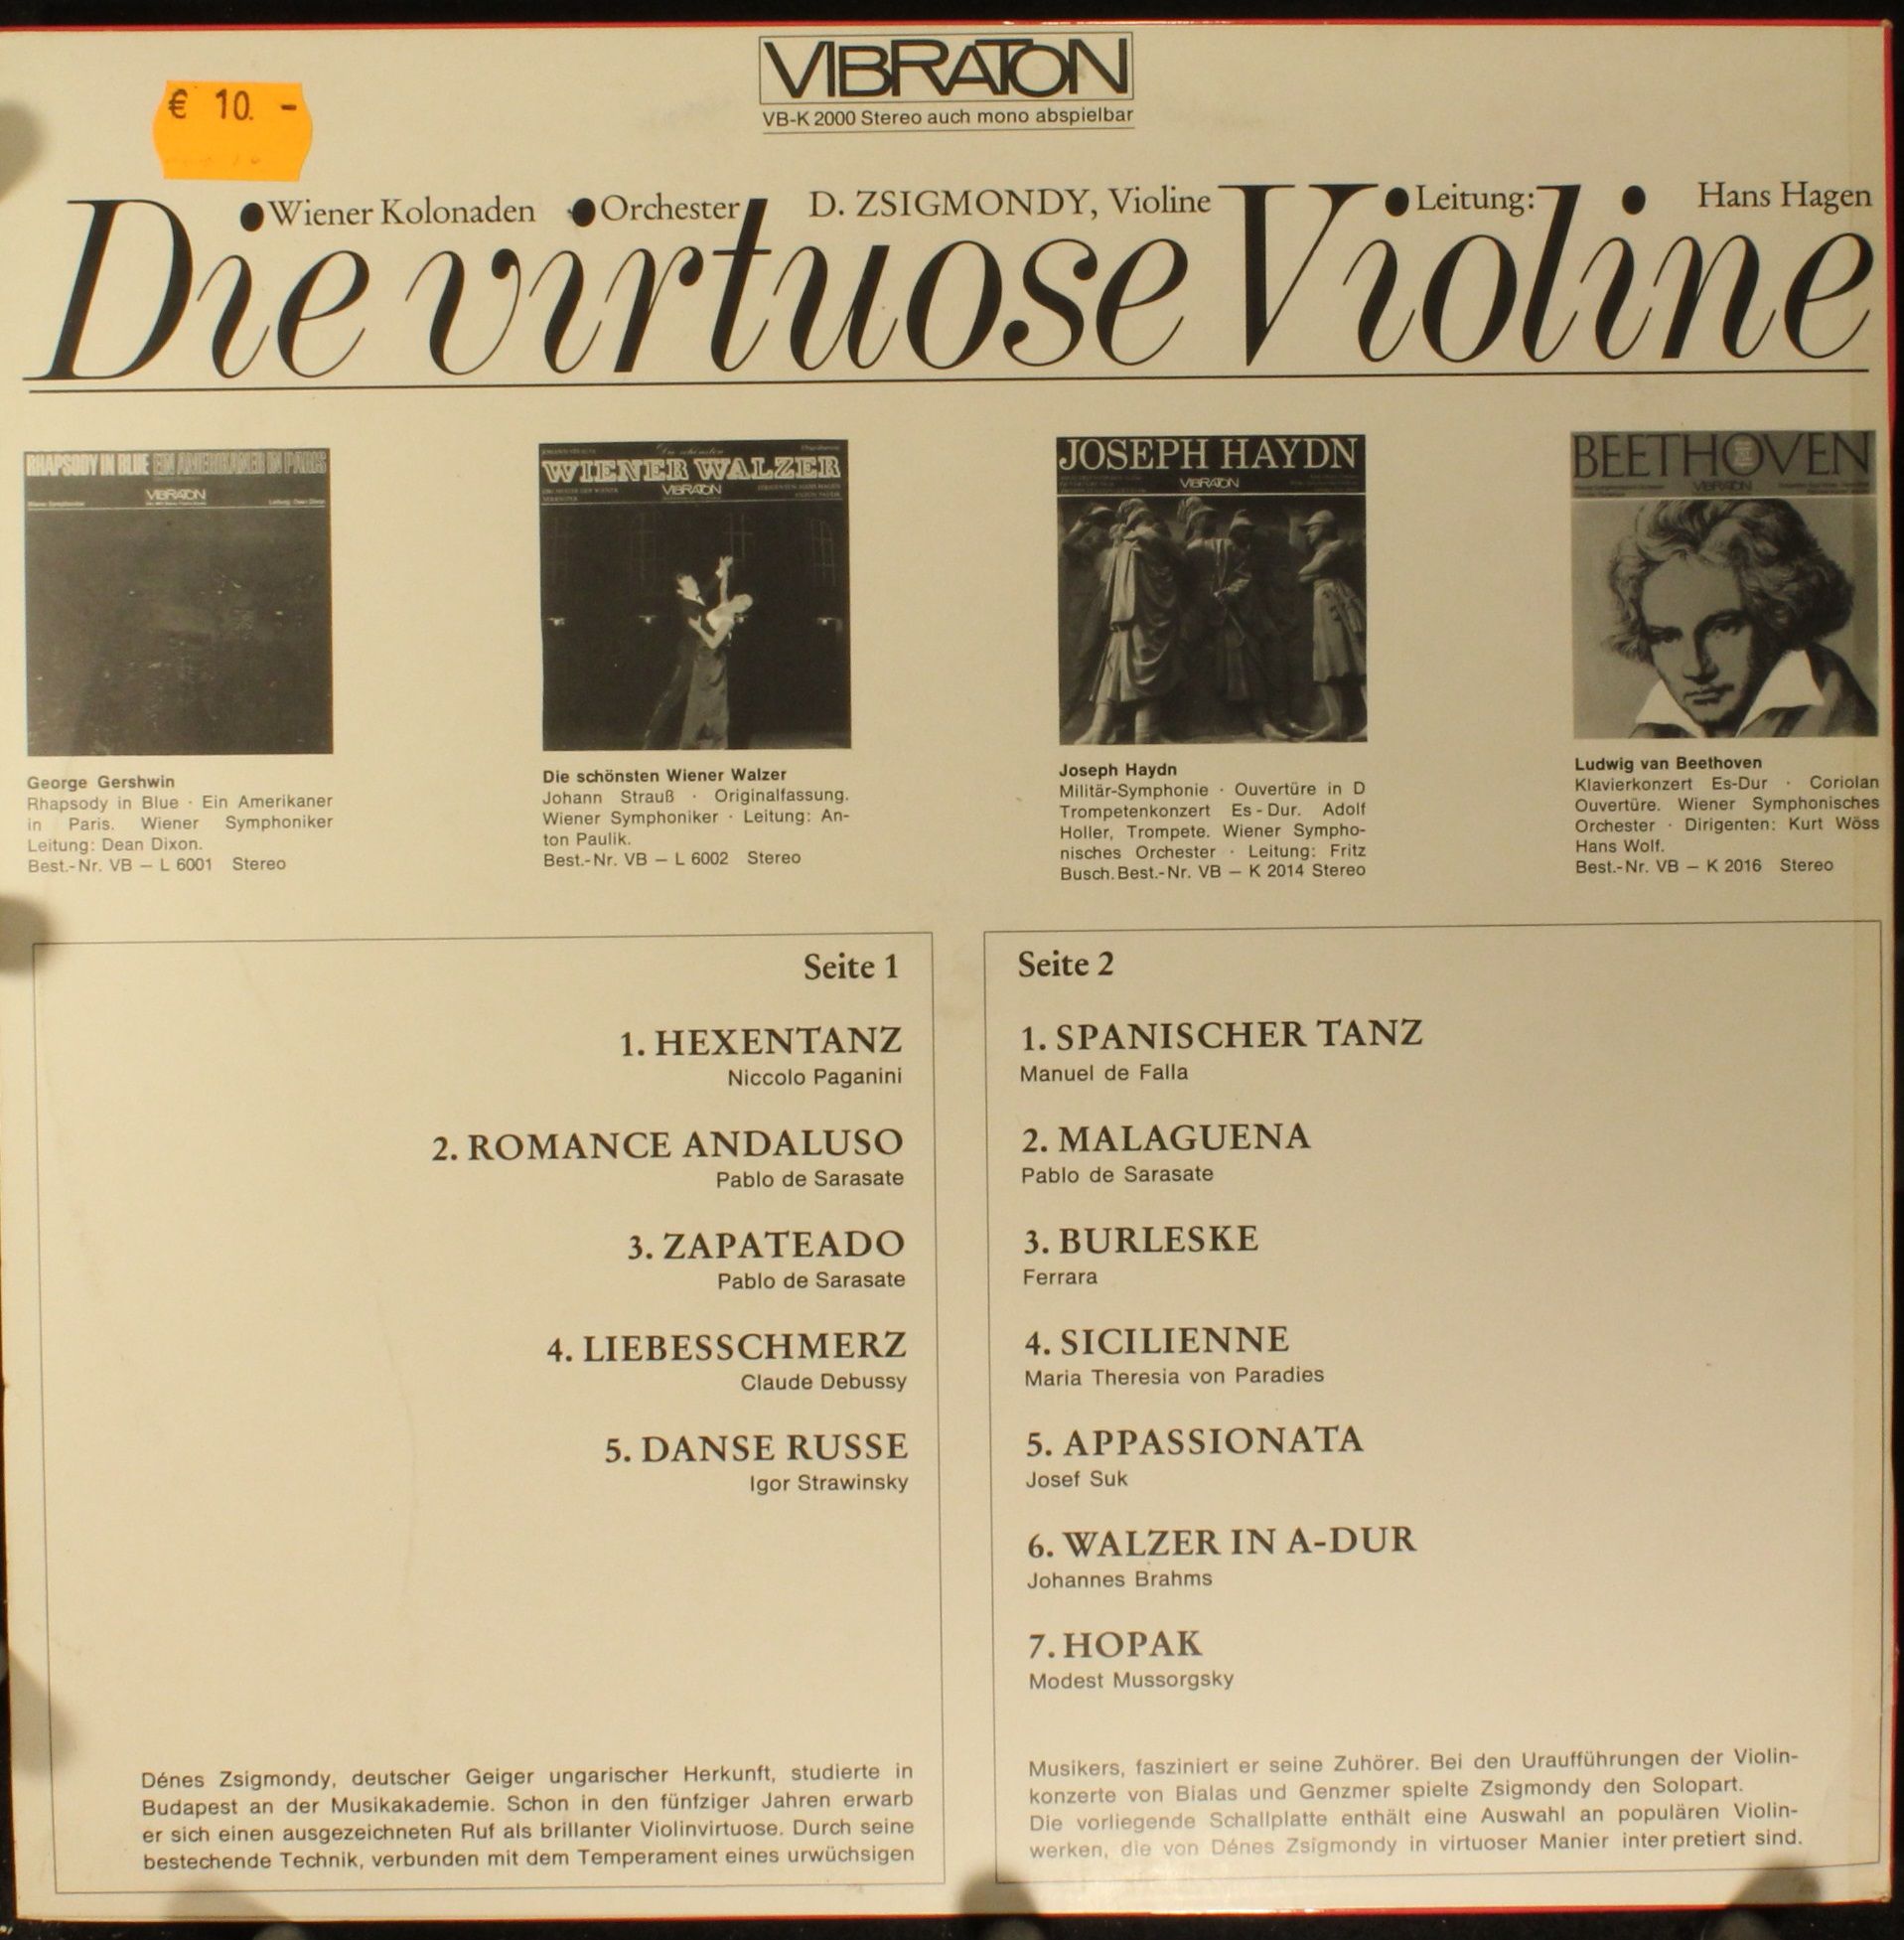 VIBRATON
VB-K 2000 Stereo auch mono abspielbar
€ 10. -
Wiener Kolonaden Orchester D. ZSIGMONDY, Violine Leitung: Hans Hagen
Die virtuose Violine
RHAPSODY IN BLUE EIN AMERIKANER IN PARIS
VIBRATON
WIENER WALZER
VIBRATON
JOSEPH HAYDN
VIBRATON
BEETHOVEN
VIBRATON
George Gershwin
Rhapsody in Blue · Ein Amerikaner
in Paris. Wiener Symphoniker
Leitung: Dean Dixon.
Best.-Nr. VB – L 6001 Stereo
Die schönsten Wiener Walzer
Johann Strauß · Originalfassung.
Wiener Symphoniker · Leitung: An-
ton Paulik.
Best.-Nr. VB – L 6002 Stereo
Joseph Haydn
Militär-Symphonie · Ouvertüre in D
Trompetenkonzert Es - Dur. Adolf
Holler, Trompete. Wiener Sympho-
nisches Orchester · Leitung: Fritz
Busch. Best.-Nr. VB – K 2014 Stereo
Ludwig van Beethoven
Klavierkonzert Es-Dur · Coriolan
Ouvertüre. Wiener Symphonisches
Orchester · Dirigenten: Kurt Wöss
Hans Wolf.
Best.-Nr. VB – K 2016 Stereo
Seite 1
1. HEXENTANZ
Niccolo Paganini
2. ROMANCE ANDALUSO
Pablo de Sarasate
3. ZAPATEADO
Pablo de Sarasate
4. LIEBESSCHMERZ
Claude Debussy
5. DANSE RUSSE
Igor Strawinsky
Dénes Zsigmondy, deutscher Geiger ungarischer Herkunft, studierte in
Budapest an der Musikakademie. Schon in den fünfziger Jahren erwarb
er sich einen ausgezeichneten Ruf als brillanter Violinvirtuose. Durch seine
bestechende Technik, verbunden mit dem Temperament eines urwüchsigen
Seite 2
1. SPANISCHER TANZ
Manuel de Falla
2. MALAGUENA
Pablo de Sarasate
3. BURLESKE
Ferrara
4. SICILIENNE
Maria Theresia von Paradies
5. APPASSIONATA
Josef Suk
6. WALZER IN A-DUR
Johannes Brahms
7. HOPAK
Modest Mussorgsky
Musikers, fasziniert er seine Zuhörer. Bei den Uraufführungen der Violin-
konzerte von Bialas und Genzmer spielte Zsigmondy den Solopart.
Die vorliegende Schallplatte enthält eine Auswahl an populären Violin-
werken, die von Dénes Zsigmondy in virtuoser Manier inter pretiert sind.